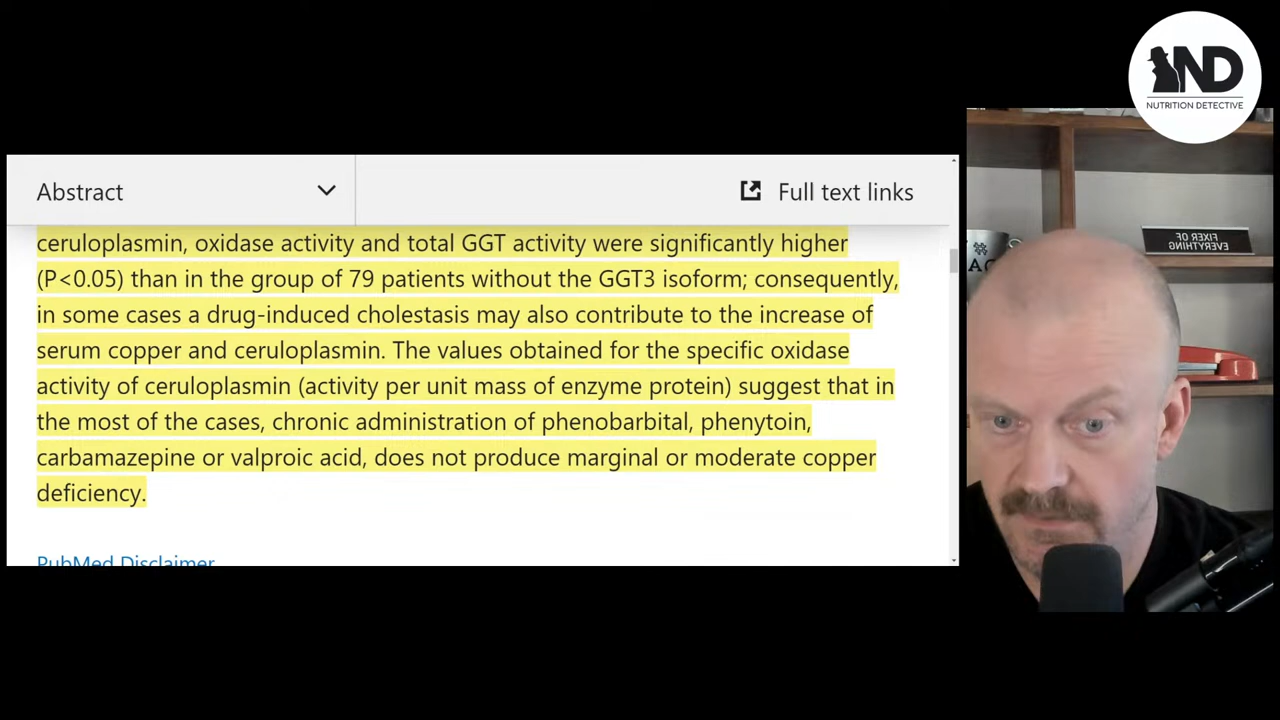 ND
NUTRITION DETECTIVE
Abstract
Full text links
ceruloplasmin, oxidase activity and total GGT activity were significantly higher
(P<0.05) than in the group of 79 patients without the GGT3 isoform; consequently,
in some cases a drug-induced cholestasis may also contribute to the increase of
serum copper and ceruloplasmin. The values obtained for the specific oxidase
activity of ceruloplasmin (activity per unit mass of enzyme protein) suggest that in
the most of the cases, chronic administration of phenobarbital, phenytoin,
carbamazepine or valproic acid, does not produce marginal or moderate copper
deficiency.
PubMed Disclaimer
FIXER OF
EVERYTHING